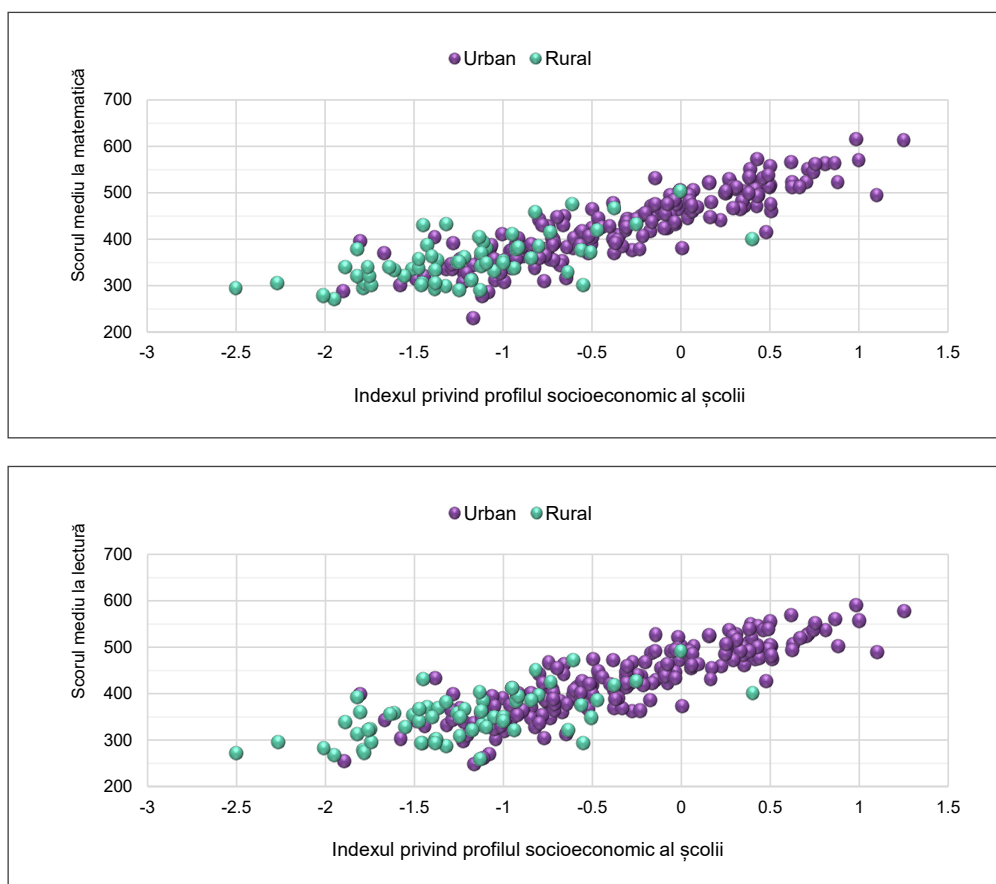 Urban Rural
Scorul mediu la matematică
700
600
500
400
300
200
-3 -2.5 -2 -1.5 -1 -0.5 0 0.5 1 1.5
Indexul privind profilul socioeconomic al școlii
Urban Rural
Scorul mediu la lectură
700
600
500
400
300
200
-3 -2.5 -2 -1.5 -1 -0.5 0 0.5 1 1.5
Indexul privind profilul socioeconomic al școlii